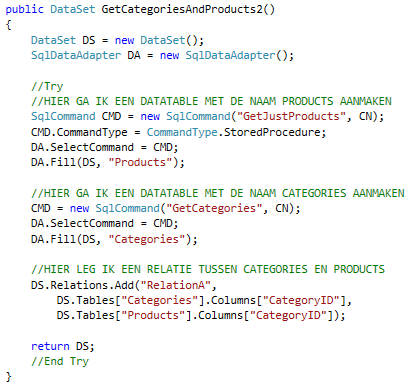 public DataSet GetCategoriesAndProducts2()
{
    DataSet DS = new DataSet();
    SqlDataAdapter DA = new SqlDataAdapter();

    //Try
    //HIER GA IK EEN DATATABLE MET DE NAAM PRODUCTS AANMAKEN
    SqlCommand CMD = new SqlCommand("GetJustProducts", CN);
    CMD.CommandType = CommandType.StoredProcedure;
    DA.SelectCommand = CMD;
    DA.Fill(DS, "Products");

    //HIER GA IK EEN DATATABLE MET DE NAAM CATEGORIES AANMAKEN
    CMD = new SqlCommand("GetCategories", CN);
    DA.SelectCommand = CMD;
    DA.Fill(DS, "Categories");

    //HIER LEG IK EEN RELATIE TUSSEN CATEGORIES EN PRODUCTS
    DS.Relations.Add("RelationA",
        DS.Tables["Categories"].Columns["CategoryID"],
        DS.Tables["Products"].Columns["CategoryID"]);

    return DS;
    //End Try
}